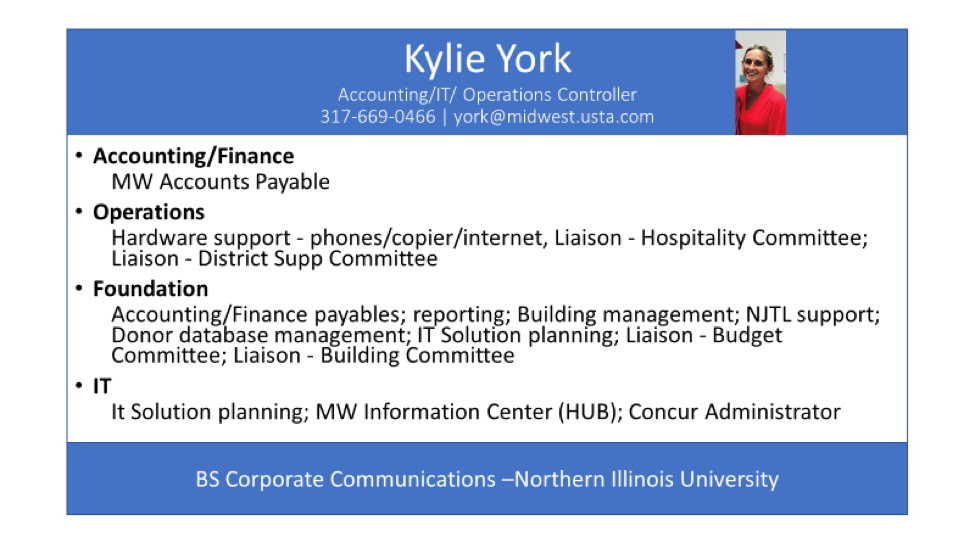 Kylie York
Accounting/IT/ Operations Controller
317-669-0466 | york@midwest.usta.com
• Accounting/Finance
MW Accounts Payable
• Operations
Hardware support - phones/copier/internet, Liaison - Hospitality Committee;
Liaison - District Supp Committee
• Foundation
Accounting/Finance payables; reporting; Building management; NJTL support;
Donor database management; IT Solution planning; Liaison - Budget
Committee; Liaison - Building Committee
• IT
It Solution planning; MW Information Center (HUB); Concur Administrator
BS Corporate Communications –Northern Illinois University